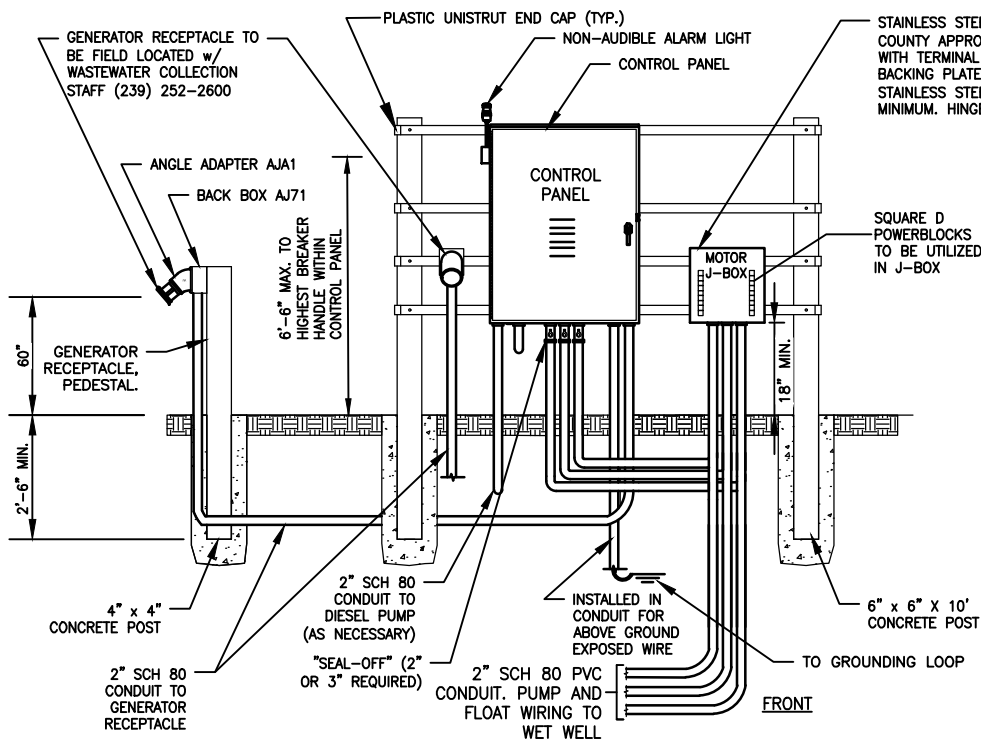 PLASTIC UNISTRUT END CAP (TYP.)
GENERATOR RECEPTACLE TO
BE FIELD LOCATED w/
WASTEWATER COLLECTION
STAFF (239) 252-2600
NON-AUDIBLE ALARM LIGHT
CONTROL PANEL
STAINLESS STEE
COUNTY APPRO
WITH TERMINAL
BACKING PLATE
STAINLESS STEE
MINIMUM. HINGE
ANGLE ADAPTER AJA1
BACK BOX AJ71
CONTROL
PANEL
6'-6" MAX. TO
HIGHEST BREAKER
HANDLE WITHIN
CONTROL PANEL
SQUARE D
POWERBLOCKS
TO BE UTILIZED
IN J-BOX
MOTOR
J-BOX
60"
GENERATOR
RECEPTACLE,
PEDESTAL.
18" MIN.
2'-6" MIN.
4" x 4"
CONCRETE POST
2" SCH 80
CONDUIT TO
GENERATOR
RECEPTACLE
2" SCH 80
CONDUIT TO
DIESEL PUMP
(AS NECESSARY)
"SEAL-OFF" (2"
OR 3" REQUIRED)
INSTALLED IN
CONDUIT FOR
ABOVE GROUND
EXPOSED WIRE
6" x 6" X 10'
CONCRETE POST
TO GROUNDING LOOP
2" SCH 80 PVC
CONDUIT. PUMP AND
FLOAT WIRING TO
WET WELL
FRONT